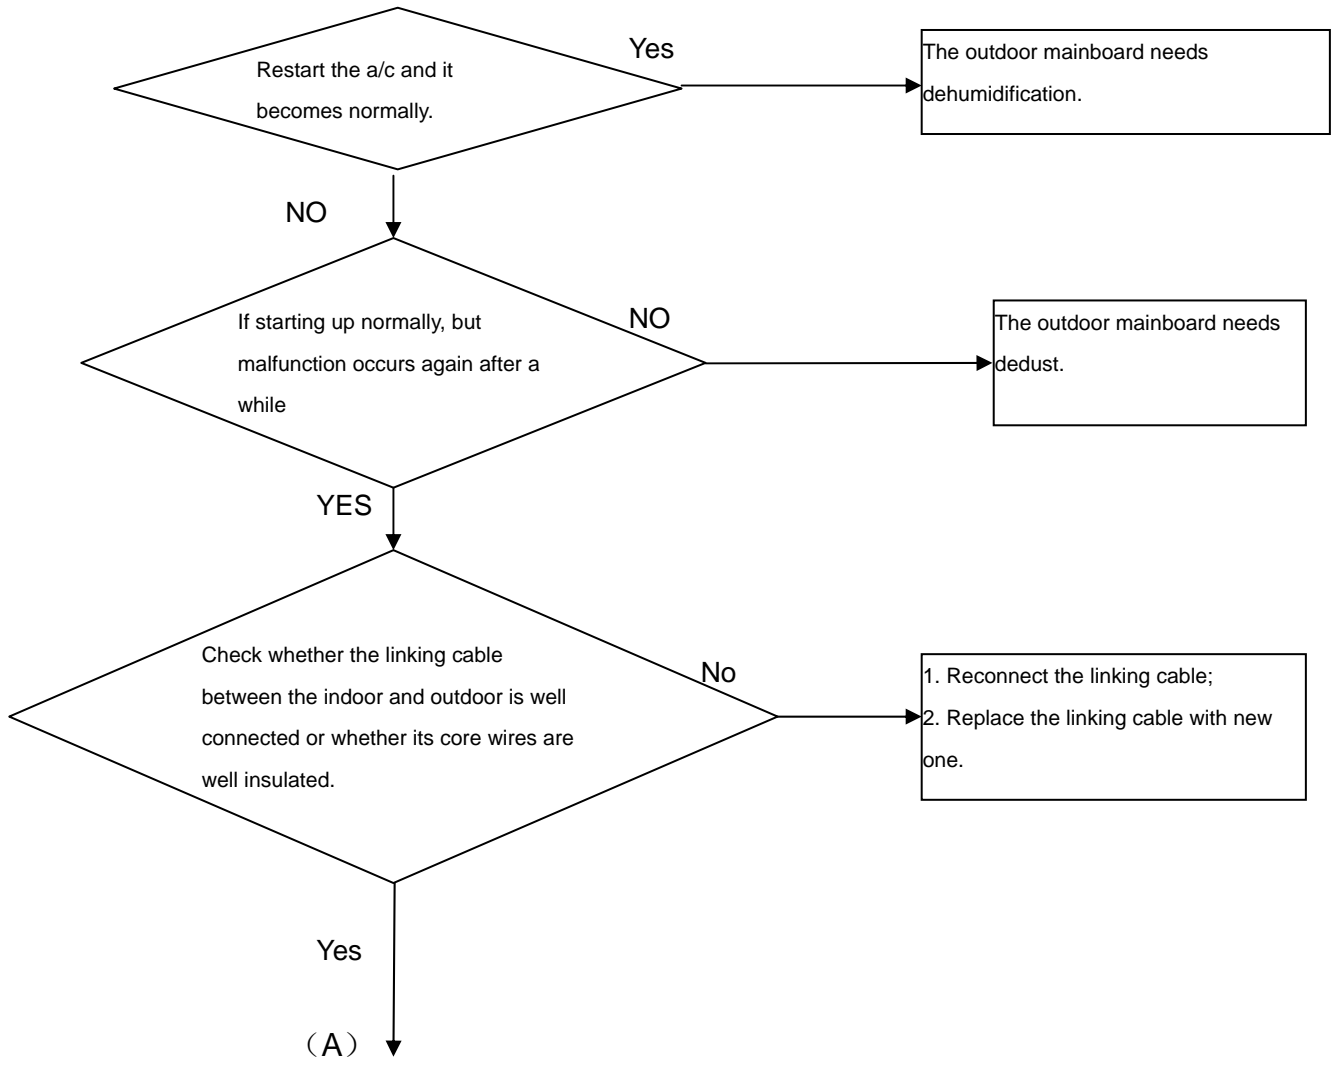 Restart the a/c and it
becomes normally.
Yes
The outdoor mainboard needs
dehumidification.
NO
If starting up normally, but
malfunction occurs again after a
while
NO
The outdoor mainboard needs
dedust.
YES
Check whether the linking cable
between the indoor and outdoor is well
connected or whether its core wires are
well insulated.
No
1. Reconnect the linking cable;
2. Replace the linking cable with new
one.
Yes
（A）